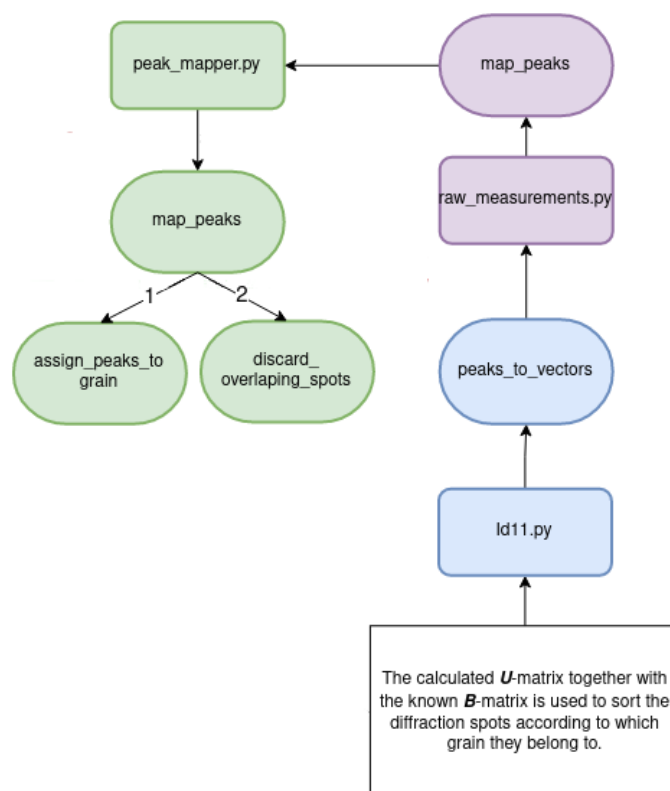 peak_mapper.py
map_peaks
raw_measurements.py
map_peaks
1
2
assign_peaks_to
grain
discard_
overlaping_spots
peaks_to_vectors
Id11.py
The calculated U-matrix together with
the known B-matrix is used to sort the
diffraction spots according to which
grain they belong to.